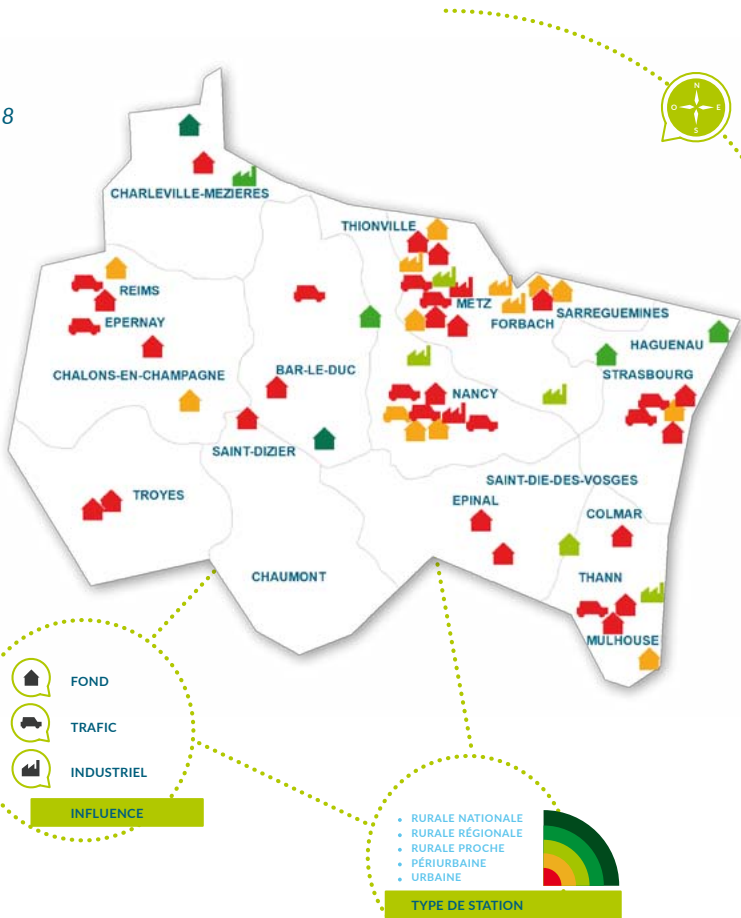 8
N
O E
S
CHARLEVILLE-MEZIERES
THIONVILLE
REIMS
METZ
EPERNAY
FORBACH
SARREGUEMINES
HAGUENAU
CHALONS-EN-CHAMPAGNE
BAR-LE-DUC
STRASBOURG
NANCY
SAINT-DIZIER
SAINT-DIE-DES-VOSGES
TROYES
EPINAL
COLMAR
CHAUMONT
THANN
MULHOUSE
FOND
TRAFIC
INDUSTRIEL
INFLUENCE
• RURALE NATIONALE
• RURALE RÉGIONALE
• RURALE PROCHE
• PÉRIURBAINE
• URBAINE
TYPE DE STATION